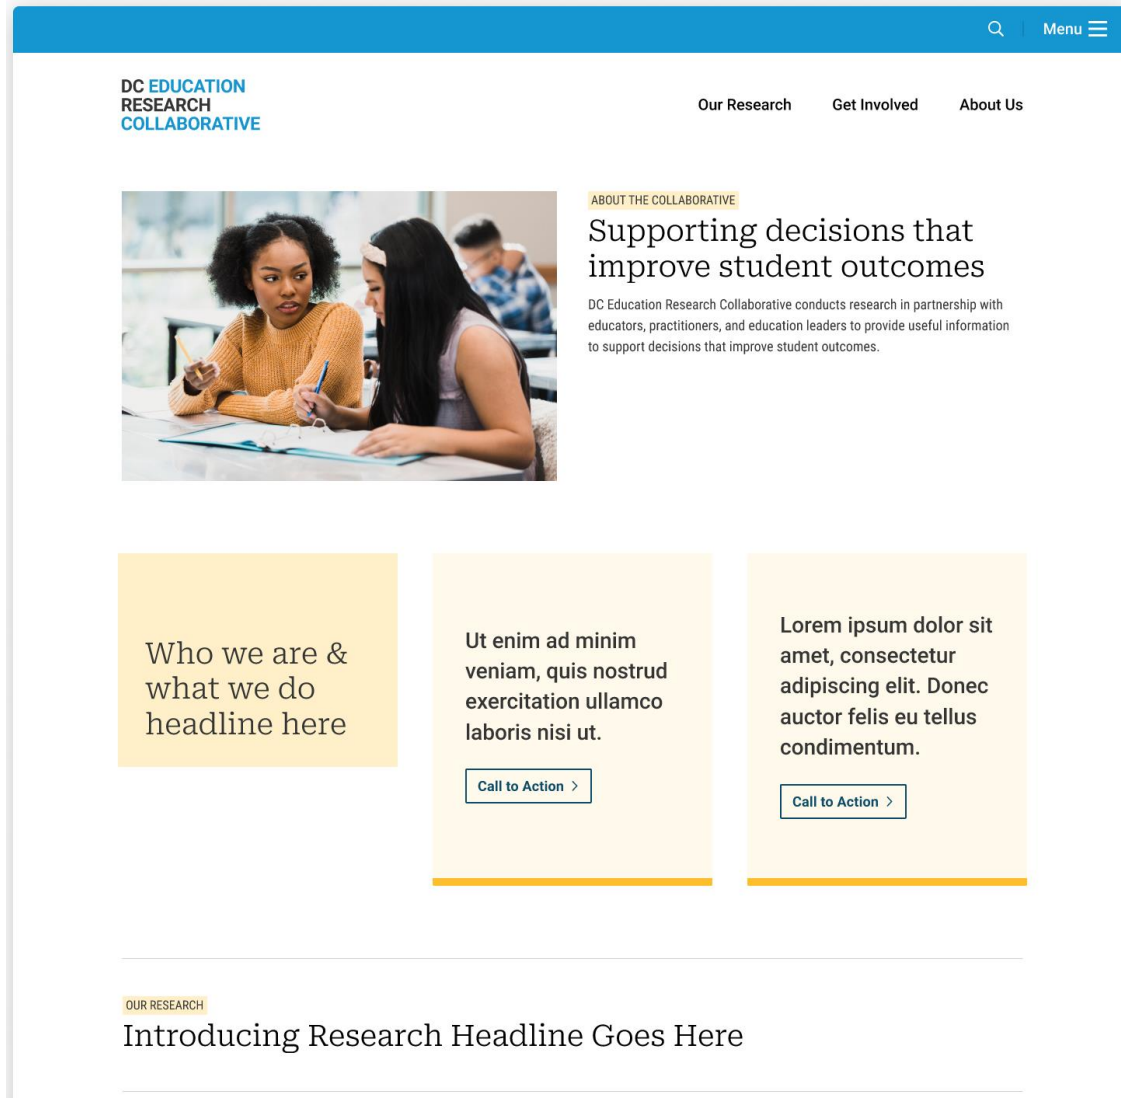 Menu
DC EDUCATION
RESEARCH
COLLABORATIVE
Our Research
Get Involved
About Us
ABOUT THE COLLABORATIVE
Supporting decisions that
improve student outcomes
DC Education Research Collaborative conducts research in partnership with
educators, practitioners, and education leaders to provide useful information
to support decisions that improve student outcomes.
Who we are &
what we do
headline here
Ut enim ad minim
veniam, quis nostrud
exercitation ullamco
laboris nisi ut.
Call to Action >
Lorem ipsum dolor sit
amet, consectetur
adipiscing elit. Donec
auctor felis eu tellus
condimentum.
Call to Action >
OUR RESEARCH
Introducing Research Headline Goes Here